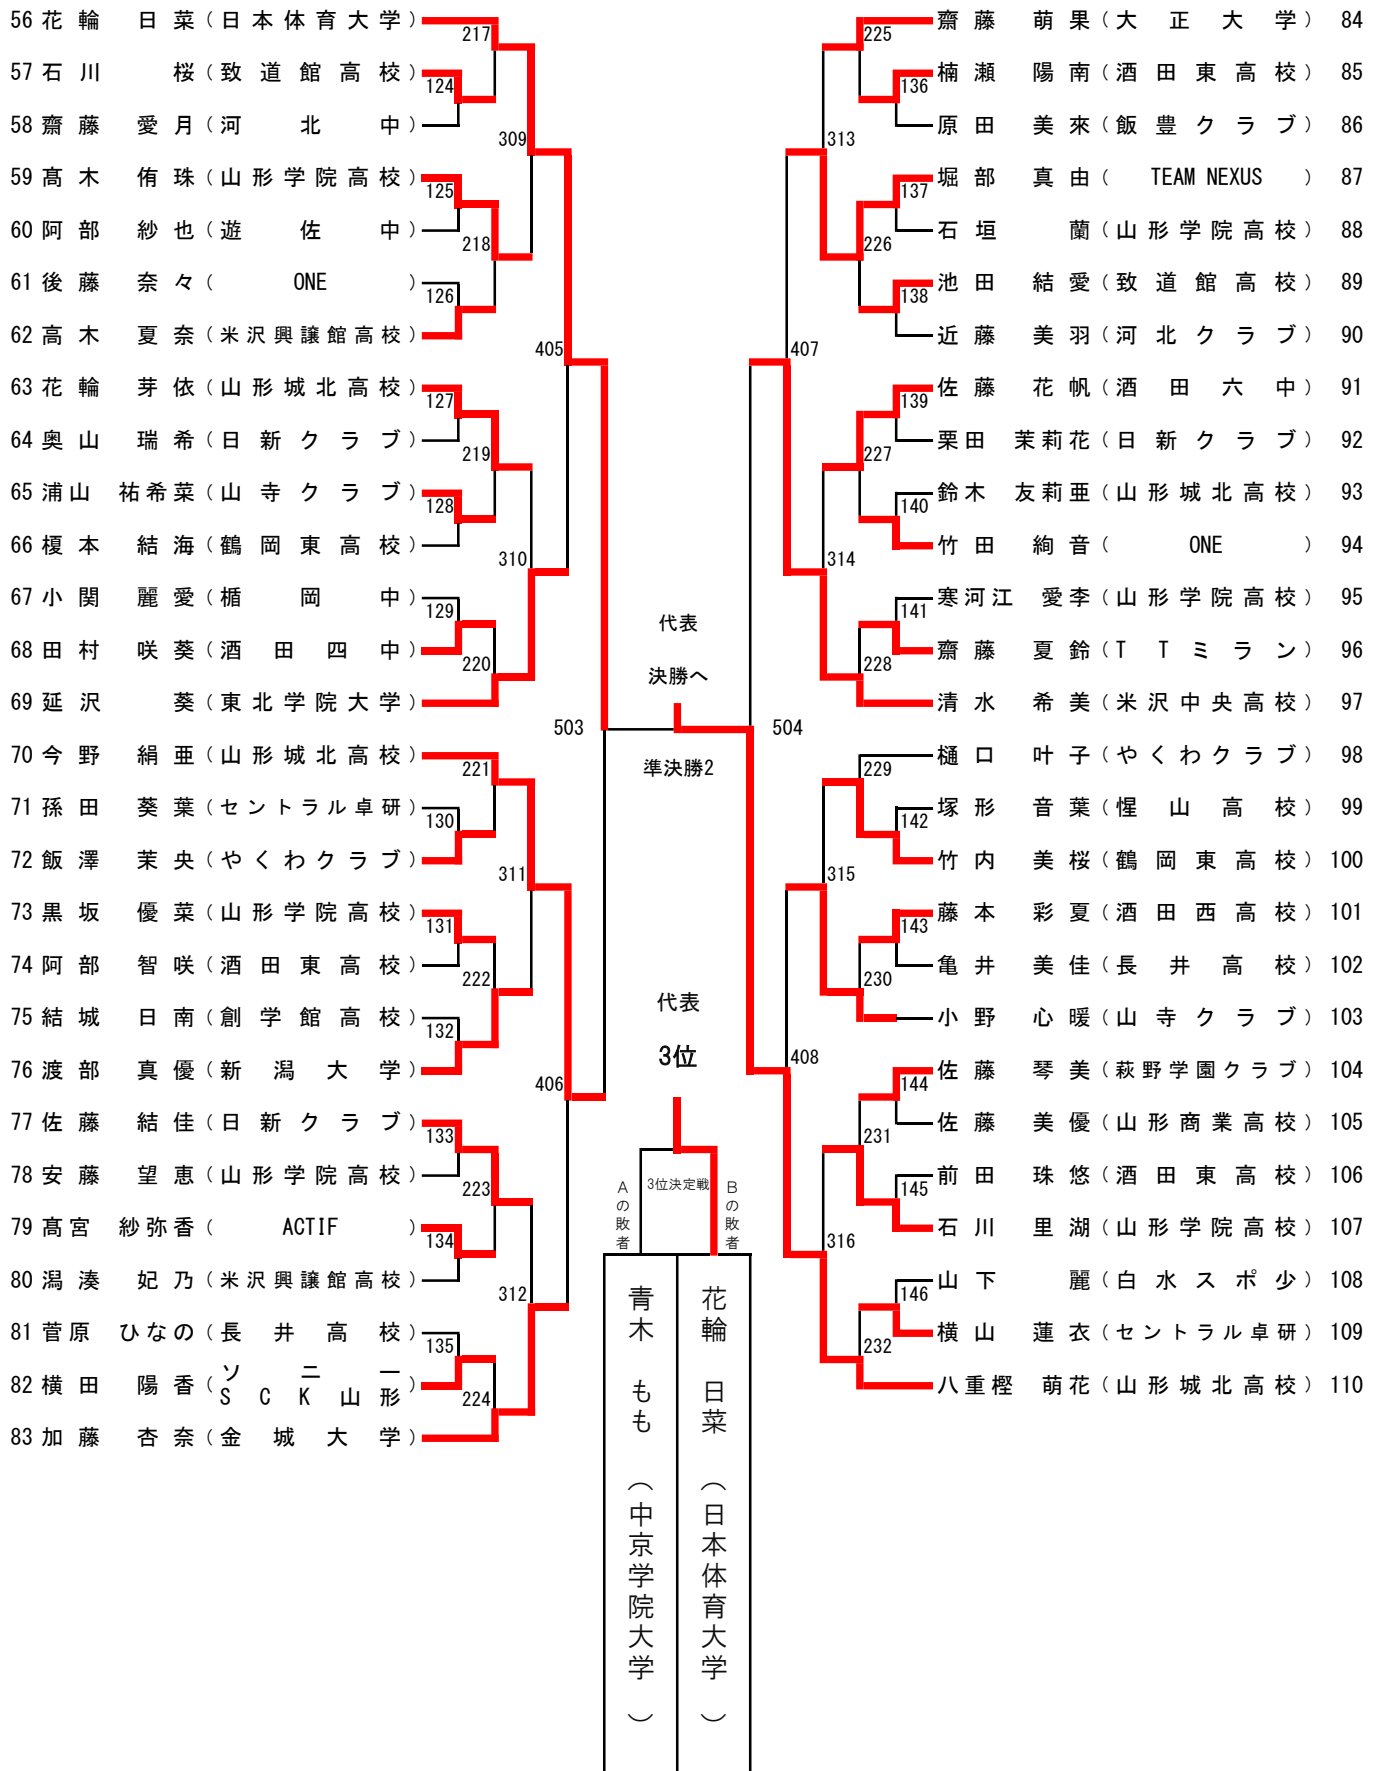 56 花輪 日菜 (日本体育大学)
57 石川 桜 (致道館高校)
58 齋藤 愛月 (河北中)
59 髙木 侑珠 (山形学院高校)
60 阿部 紗也 (遊佐中)
61 後藤 奈々 (ONE)
62 高木 夏奈 (米沢興譲館高校)
63 花輪 芽依 (山形城北高校)
64 奥山 瑞希 (日新クラブ)
65 浦山 祐希菜 (山寺クラブ)
66 榎本 結海 (鶴岡東高校)
67 小関 麗愛 (楯岡中)
68 田村 咲葵 (酒田四中)
69 延沢 葵 (東北学院大学)
70 今野 絹亜 (山形城北高校)
71 孫田 葵葉 (セントラル卓研)
72 飯澤 茉央 (やくわクラブ)
73 黒坂 優菜 (山形学院高校)
74 阿部 智咲 (酒田東高校)
75 結城 日南 (創学館高校)
76 渡部 真優 (新潟大学)
77 佐藤 結佳 (日新クラブ)
78 安藤 望恵 (山形学院高校)
79 髙宮 紗弥香 (ACTIF)
80 潟湊 妃乃 (米沢興譲館高校)
81 菅原 ひなの (長井高校)
82 横田 陽香 (ソニー
SCK山形)
83 加藤 杏奈 (金城大学)
217
124
309
125
218
126
405
127
219
128
310
129
220
503
221
130
311
131
222
132
406
133
223
134
312
135
224
代表
決勝へ
準決勝2
代表
3位
3位決定戦
Aの敗者
Bの敗者
青木 もも (中京学院大学)
花輪 日菜 (日本体育大学)
225
136
313
137
226
138
407
139
227
140
314
141
228
504
229
142
315
143
230
408
144
231
145
316
146
232
齋藤 萌果 (大正大学) 84
楠瀬 陽南 (酒田東高校) 85
原田 美來 (飯豊クラブ) 86
堀部 真由 (TEAM NEXUS) 87
石垣 蘭 (山形学院高校) 88
池田 結愛 (致道館高校) 89
近藤 美羽 (河北クラブ) 90
佐藤 花帆 (酒田六中) 91
栗田 茉莉花 (日新クラブ) 92
鈴木 友莉亜 (山形城北高校) 93
竹田 絢音 (ONE) 94
寒河江 愛李 (山形学院高校) 95
齋藤 夏鈴 (TTミラン) 96
清水 希美 (米沢中央高校) 97
樋口 叶子 (やくわクラブ) 98
塚形 音葉 (惺山高校) 99
竹内 美桜 (鶴岡東高校) 100
藤本 彩夏 (酒田西高校) 101
亀井 美佳 (長井高校) 102
小野 心暖 (山寺クラブ) 103
佐藤 琴美 (萩野学園クラブ) 104
佐藤 美優 (山形商業高校) 105
前田 珠悠 (酒田東高校) 106
石川 里湖 (山形学院高校) 107
山下 麗 (白水スポ少) 108
横山 蓮衣 (セントラル卓研) 109
八重樫 萌花 (山形城北高校) 110